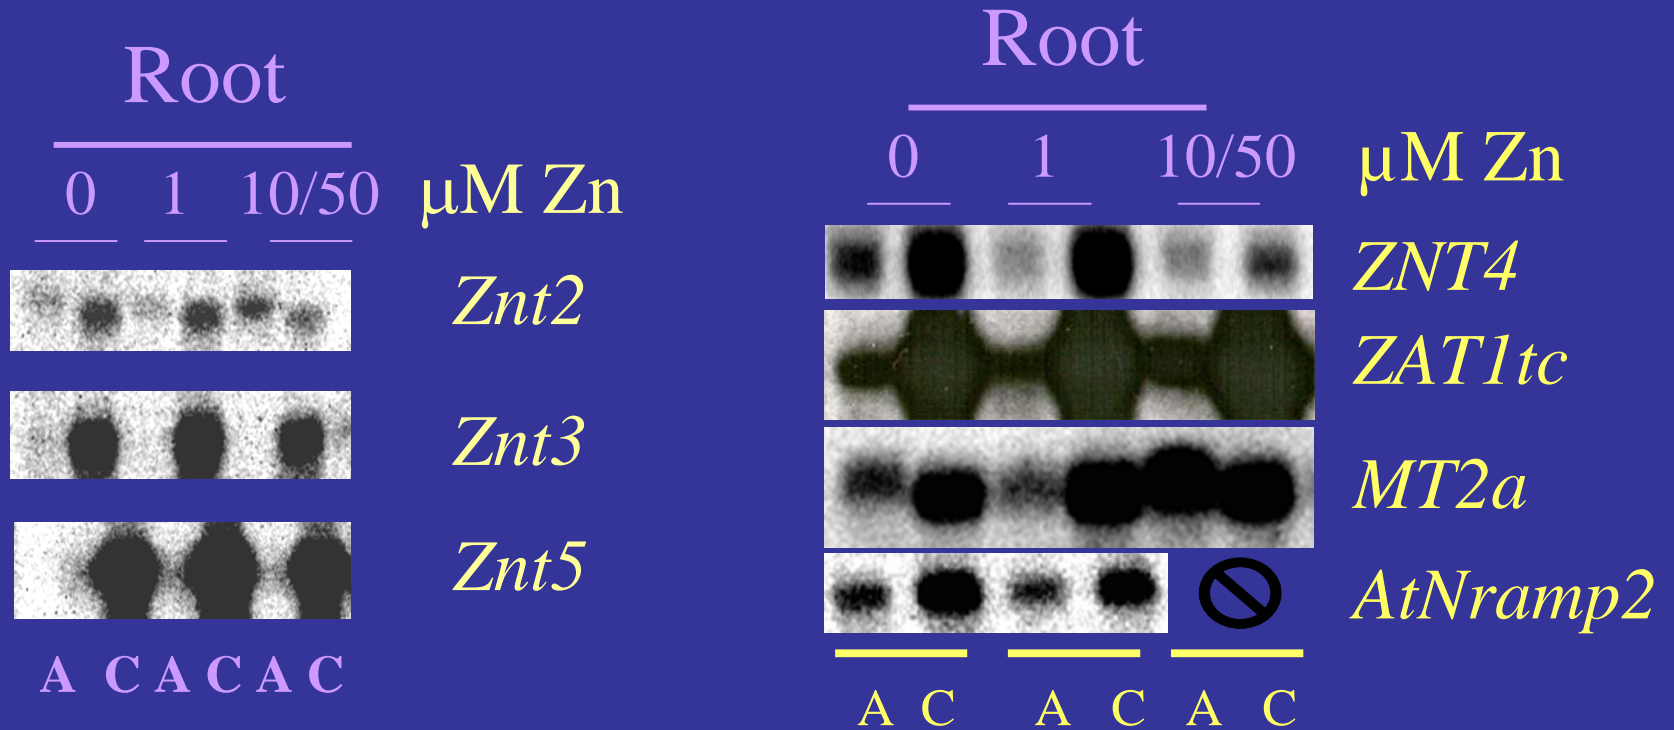 Root
0 1 10/50 µM Zn
Znt2
Znt3
Znt5
A C A C A C
Root
0 1 10/50 µM Zn
ZNT4
ZAT1tc
MT2a
AtNramp2
A C A C A C